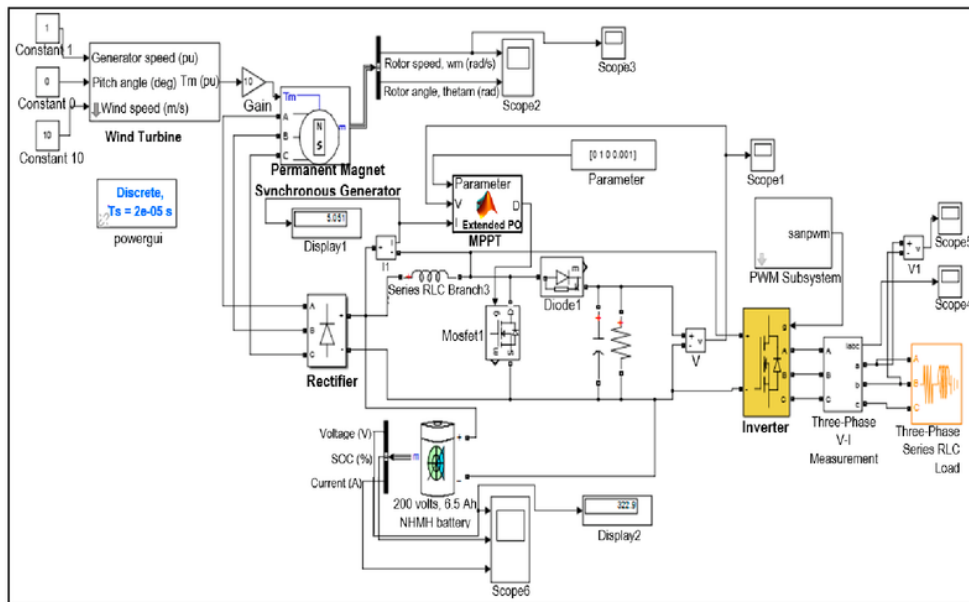 1
Constant 1
0
Constant 0
10
Constant 10
Generator speed (pu)
Pitch angle (deg) Tm (pu)
Wind speed (m/s)
Wind Turbine
10
Gain
Tm
A
B
C
N
S
m
Permanent Magnet
Synchronous Generator
Rotor speed, wm (rad/s)
Rotor angle, thetam (rad)
Scope2
Scope3
[0 1 0 0.001]
Parameter
Scope1
Discrete,
Ts = 2e-05 s
powergui
5.051
Display1
Parameter
V
I
D
Extended PO
MPPT
I1
Series RLC Branch3
Mosfet1
Diode1
m
A
B
C
+
-
Rectifier
+
-
v
V
sanpwm
PWM Subsystem
g
+
-
A
B
C
Inverter
A
B
C
Iabc
a
b
c
Three-Phase
V-I
Measurement
V1
Scope5
Scope4
A
B
C
Three-Phase
Series RLC
Load
Voltage (V)
SOC (%)
Current (A)
m
+
-
200 volts, 6.5 Ah
NHMH battery
Scope6
322.9
Display2